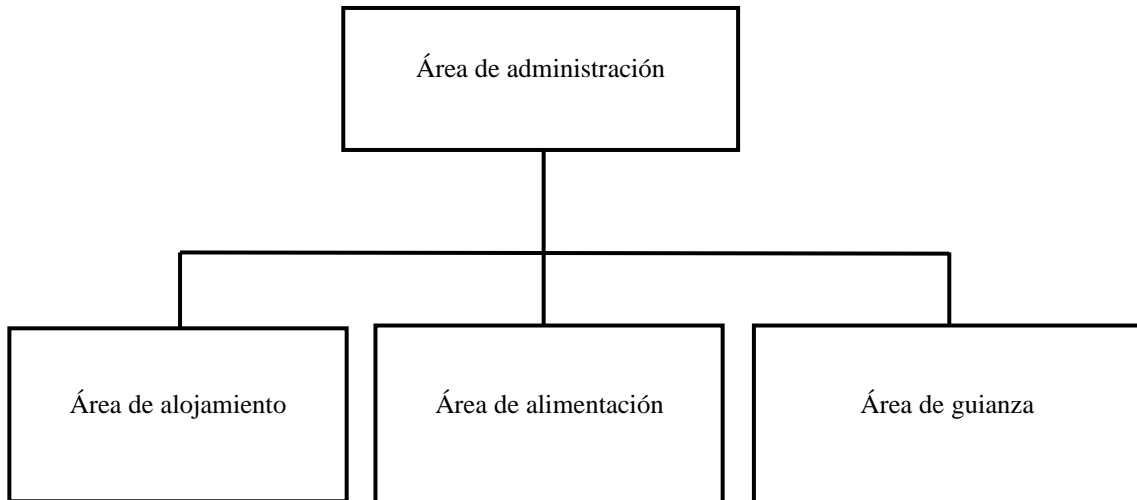 Área de administración
Área de alojamiento
Área de alimentación
Área de guianza